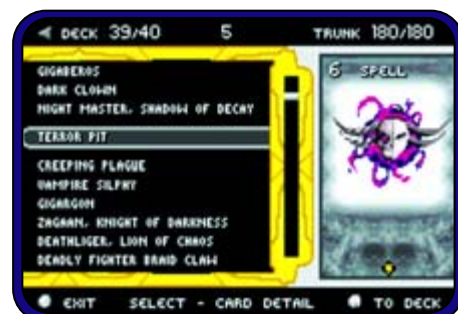 DECK 39/40 5 TRUNK 180/180
GIGABEROS
DARK CLOWN
NIGHT MASTER, SHADOW OF DECAY
TERROR PIT
CREEPING PLAGUE
VAMPIRE SILPHY
GIGARGON
ZAGAAN, KNIGHT OF DARKNESS
DEATHLIGER, LION OF CHAOS
DEADLY FIGHTER BRAID CLAW
6 SPELL
EXIT SELECT - CARD DETAIL TO DECK